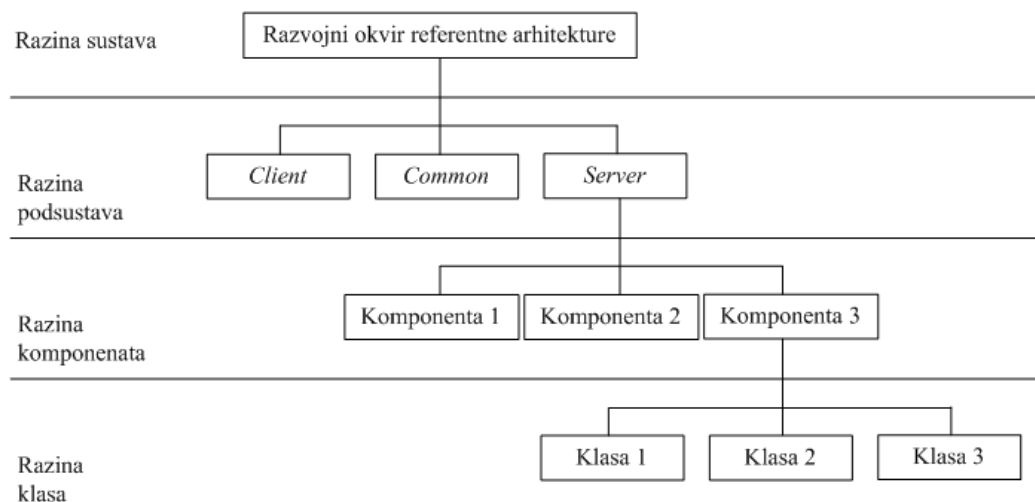 Razina sustava
Razvojni okvir referentne arhitekture
Razina
podsustava
Client
Common
Server
Razina
komponenata
Komponenta 1
Komponenta 2
Komponenta 3
Razina
klasa
Klasa 1
Klasa 2
Klasa 3